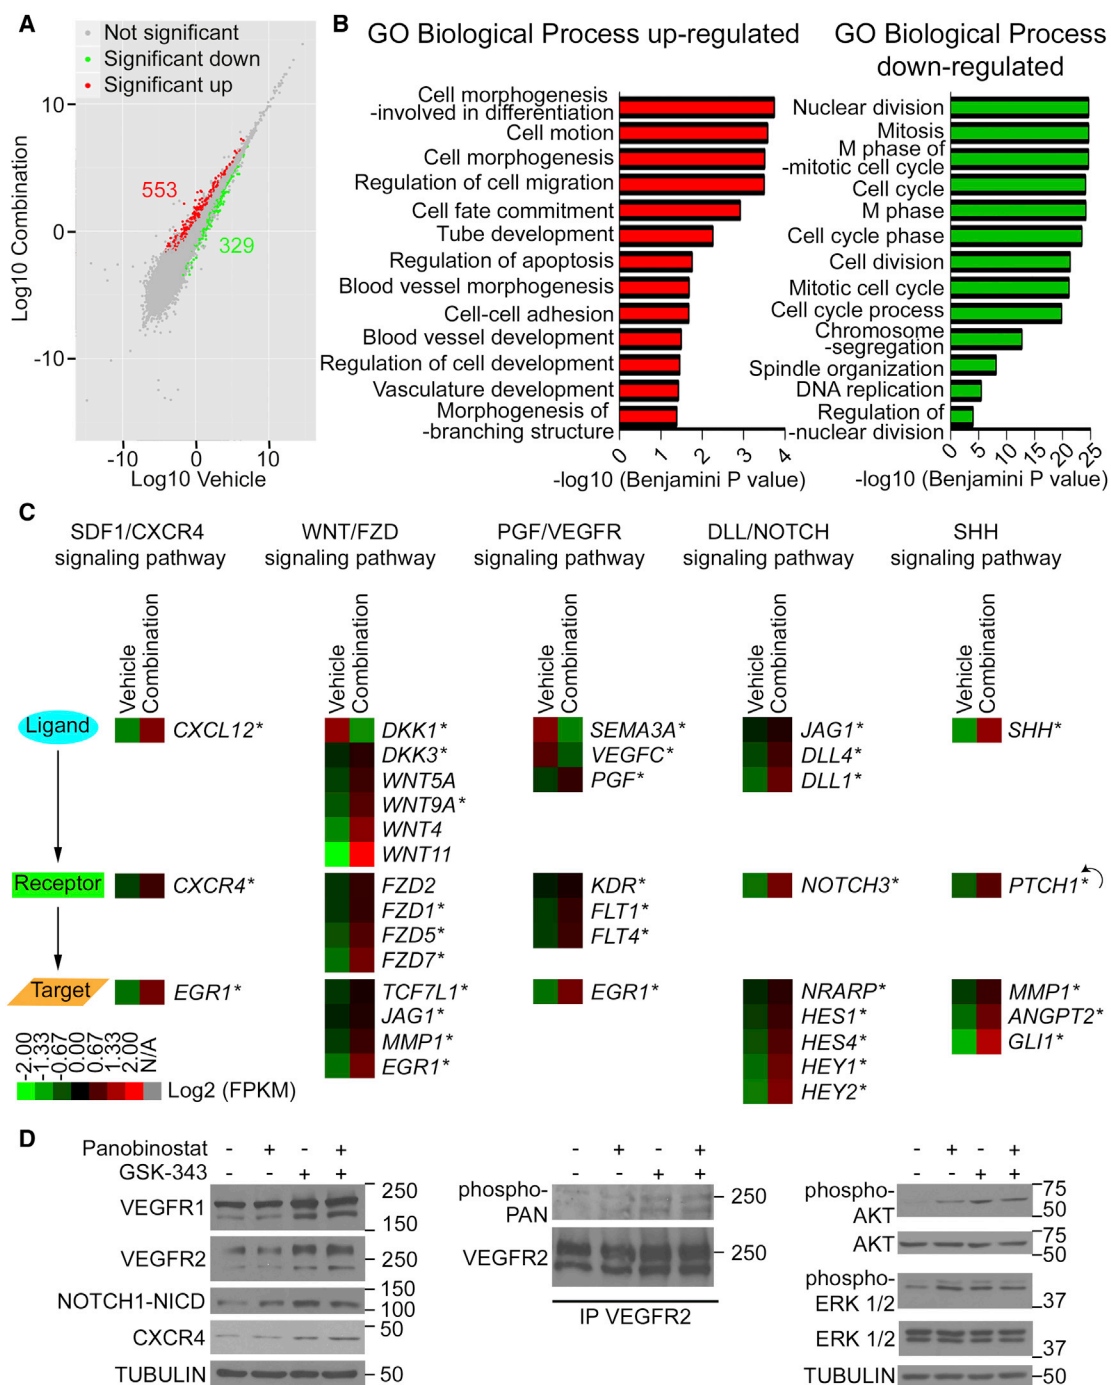 A
Not significant
Significant down
Significant up
553
329
10
0
-10
Log10 Combination
-10
0
10
Log10 Vehicle
B
GO Biological Process up-regulated
Cell morphogenesis
-involved in differentiation
Cell motion
Cell morphogenesis
Regulation of cell migration
Cell fate commitment
Tube development
Regulation of apoptosis
Blood vessel morphogenesis
Cell-cell adhesion
Blood vessel development
Regulation of cell development
Vasculature development
Morphogenesis of
-branching structure
0 1 2 3 4
-log10 (Benjamini P value)
GO Biological Process
down-regulated
Nuclear division
Mitosis
M phase of
-mitotic cell cycle
Cell cycle
M phase
Cell cycle phase
Cell division
Mitotic cell cycle
Cell cycle process
Chromosome
-segregation
Spindle organization
DNA replication
Regulation of
-nuclear division
0 5 10 15 20 25
-log10 (Benjamini P value)
C
SDF1/CXCR4
signaling pathway
WNT/FZD
signaling pathway
PGF/VEGFR
signaling pathway
DLL/NOTCH
signaling pathway
SHH
signaling pathway
Vehicle
Combination
Vehicle
Combination
Vehicle
Combination
Vehicle
Combination
Vehicle
Combination
Ligand
CXCL12*
DKK1*
DKK3*
WNT5A
WNT9A*
WNT4
WNT11
SEMA3A*
VEGFC*
PGF*
JAG1*
DLL4*
DLL1*
SHH*
Receptor
CXCR4*
FZD2
FZD1*
FZD5*
FZD7*
KDR*
FLT1*
FLT4*
NOTCH3*
PTCH1*
Target
EGR1*
TCF7L1*
JAG1*
MMP1*
EGR1*
EGR1*
NRARP*
HES1*
HES4*
HEY1*
HEY2*
MMP1*
ANGPT2*
GLI1*
-2.00
-1.33
-0.67
0.00
0.67
1.33
2.00
N/A
Log2 (FPKM)
D
Panobinostat - + - +
GSK-343 - - + +
VEGFR1
250
150
VEGFR2
250
NOTCH1-NICD
150
100
CXCR4
50
TUBULIN
50
- + - +
- - + +
phospho-
PAN
250
VEGFR2
250
IP VEGFR2
- + - +
- - + +
phospho-
AKT
75
50
AKT
75
50
phospho-
ERK 1/2
37
ERK 1/2
37
TUBULIN
50